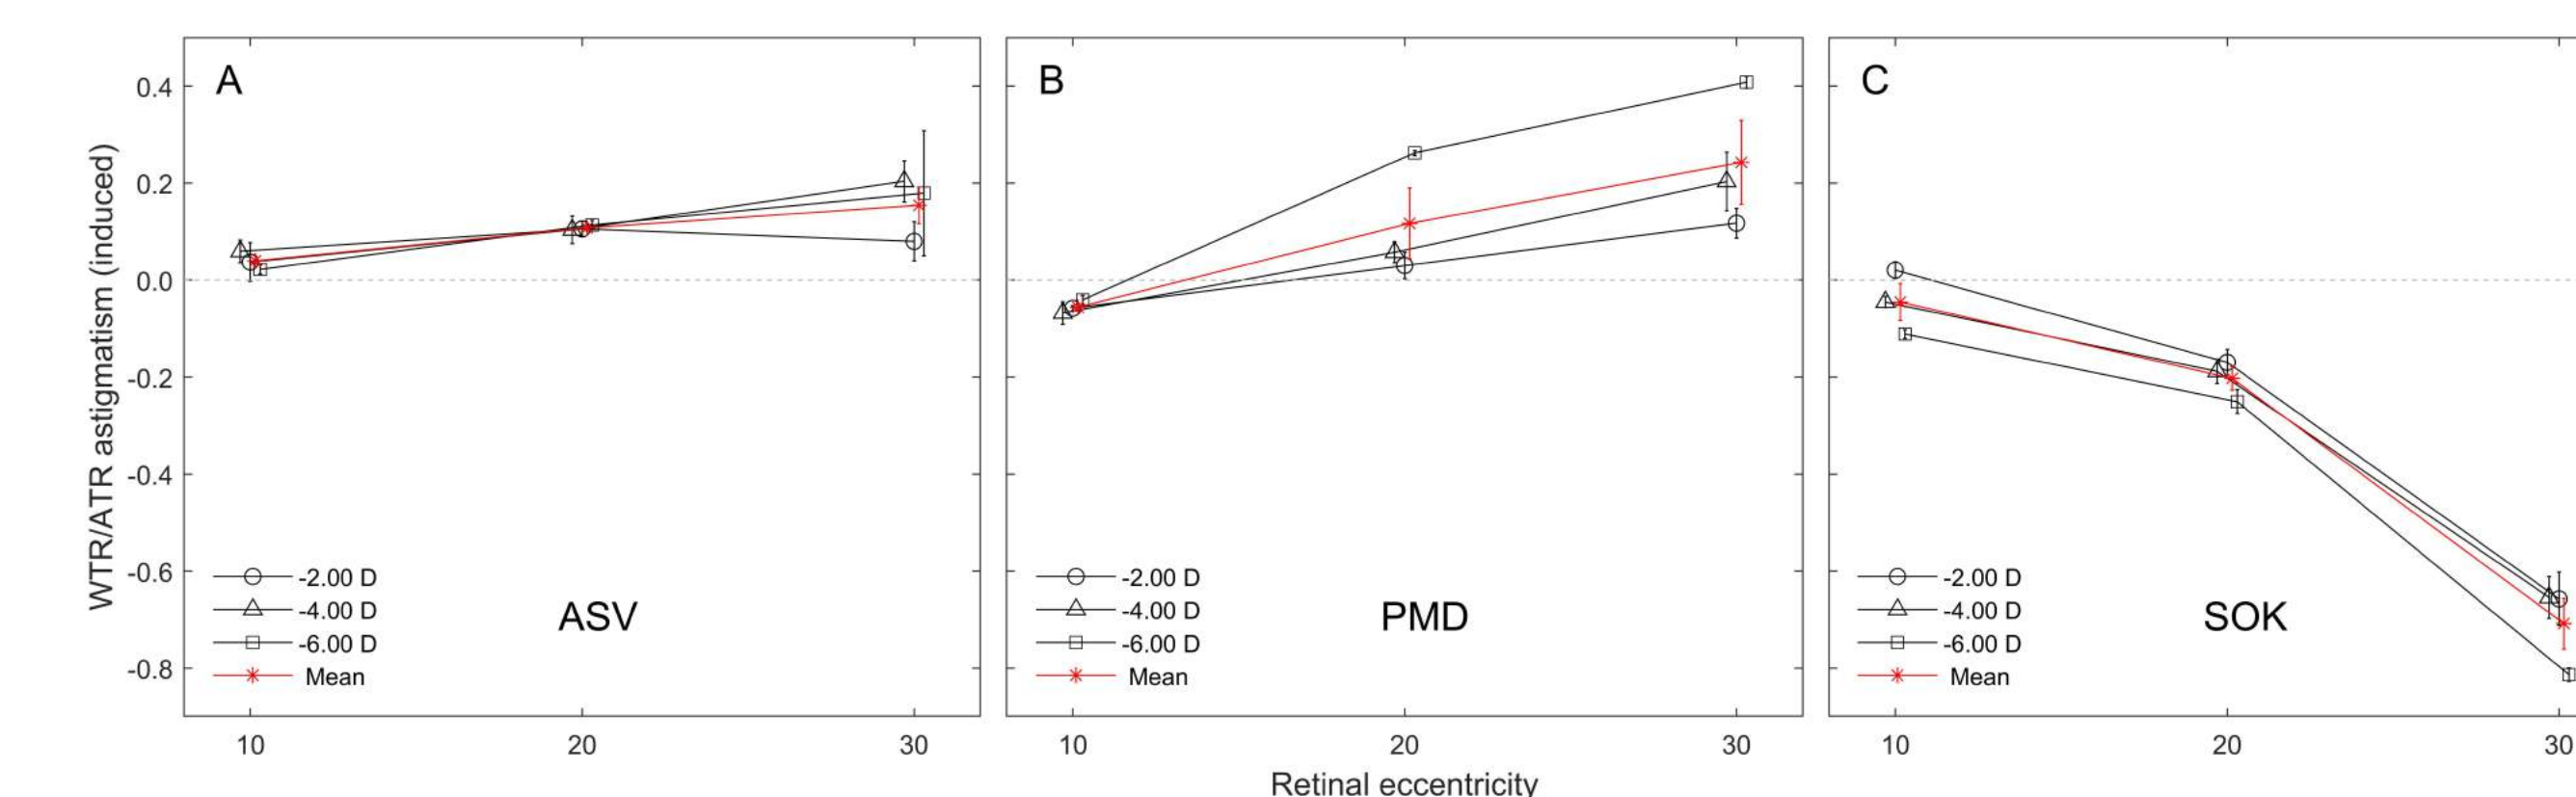 A
B
C
0.4
0.2
0.0
-0.2
-0.4
-0.6
-0.8
WTR/ATR astigmatism (induced)
-2.00 D
-4.00 D
-6.00 D
Mean
ASV
-2.00 D
-4.00 D
-6.00 D
Mean
PMD
-2.00 D
-4.00 D
-6.00 D
Mean
SOK
10 20 30
10 20 30
10 20 30
Retinal eccentricity